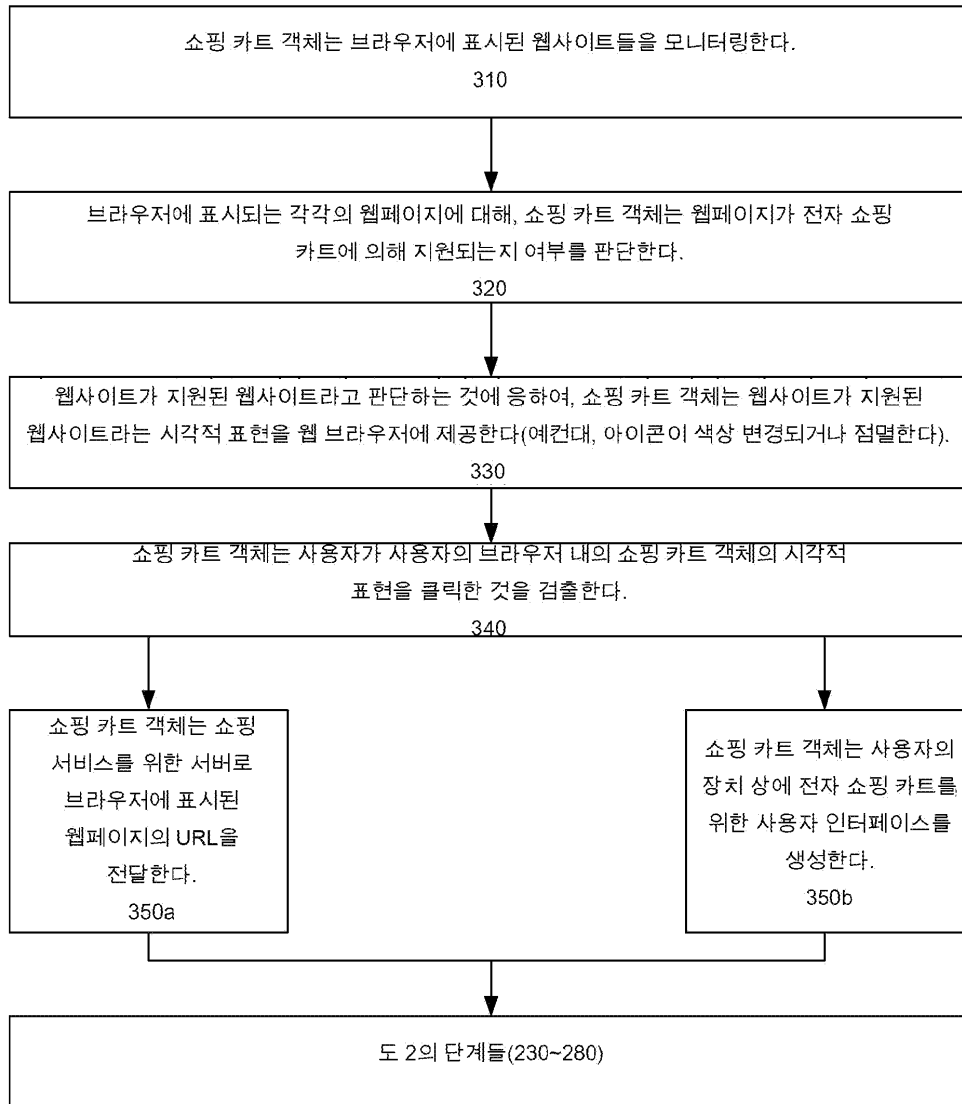 쇼핑 카트 객체는 브라우저에 표시된 웹사이트들을 모니터링한다.
310
브라우저에 표시되는 각각의 웹페이지에 대해, 쇼핑 카트 객체는 웹페이지가 전자 쇼핑
카트에 의해 지원되는지 여부를 판단한다.
320
웹사이트가 지원된 웹사이트라고 판단하는 것에 응하여, 쇼핑 카트 객체는 웹사이트가 지원된
웹사이트라는 시각적 표현을 웹 브라우저에 제공한다(예컨대, 아이콘이 색상 변경되거나 점멸한다).
330
쇼핑 카트 객체는 사용자가 사용자의 브라우저 내의 쇼핑 카트 객체의 시각적
표현을 클릭한 것을 검출한다.
340
쇼핑 카트 객체는 쇼핑
서비스를 위한 서버로
브라우저에 표시된
웹페이지의 URL을
전달한다.
350a
쇼핑 카트 객체는 사용자의
장치 상에 전자 쇼핑 카트를
위한 사용자 인터페이스를
생성한다.
350b
도 2의 단계들(230~280)